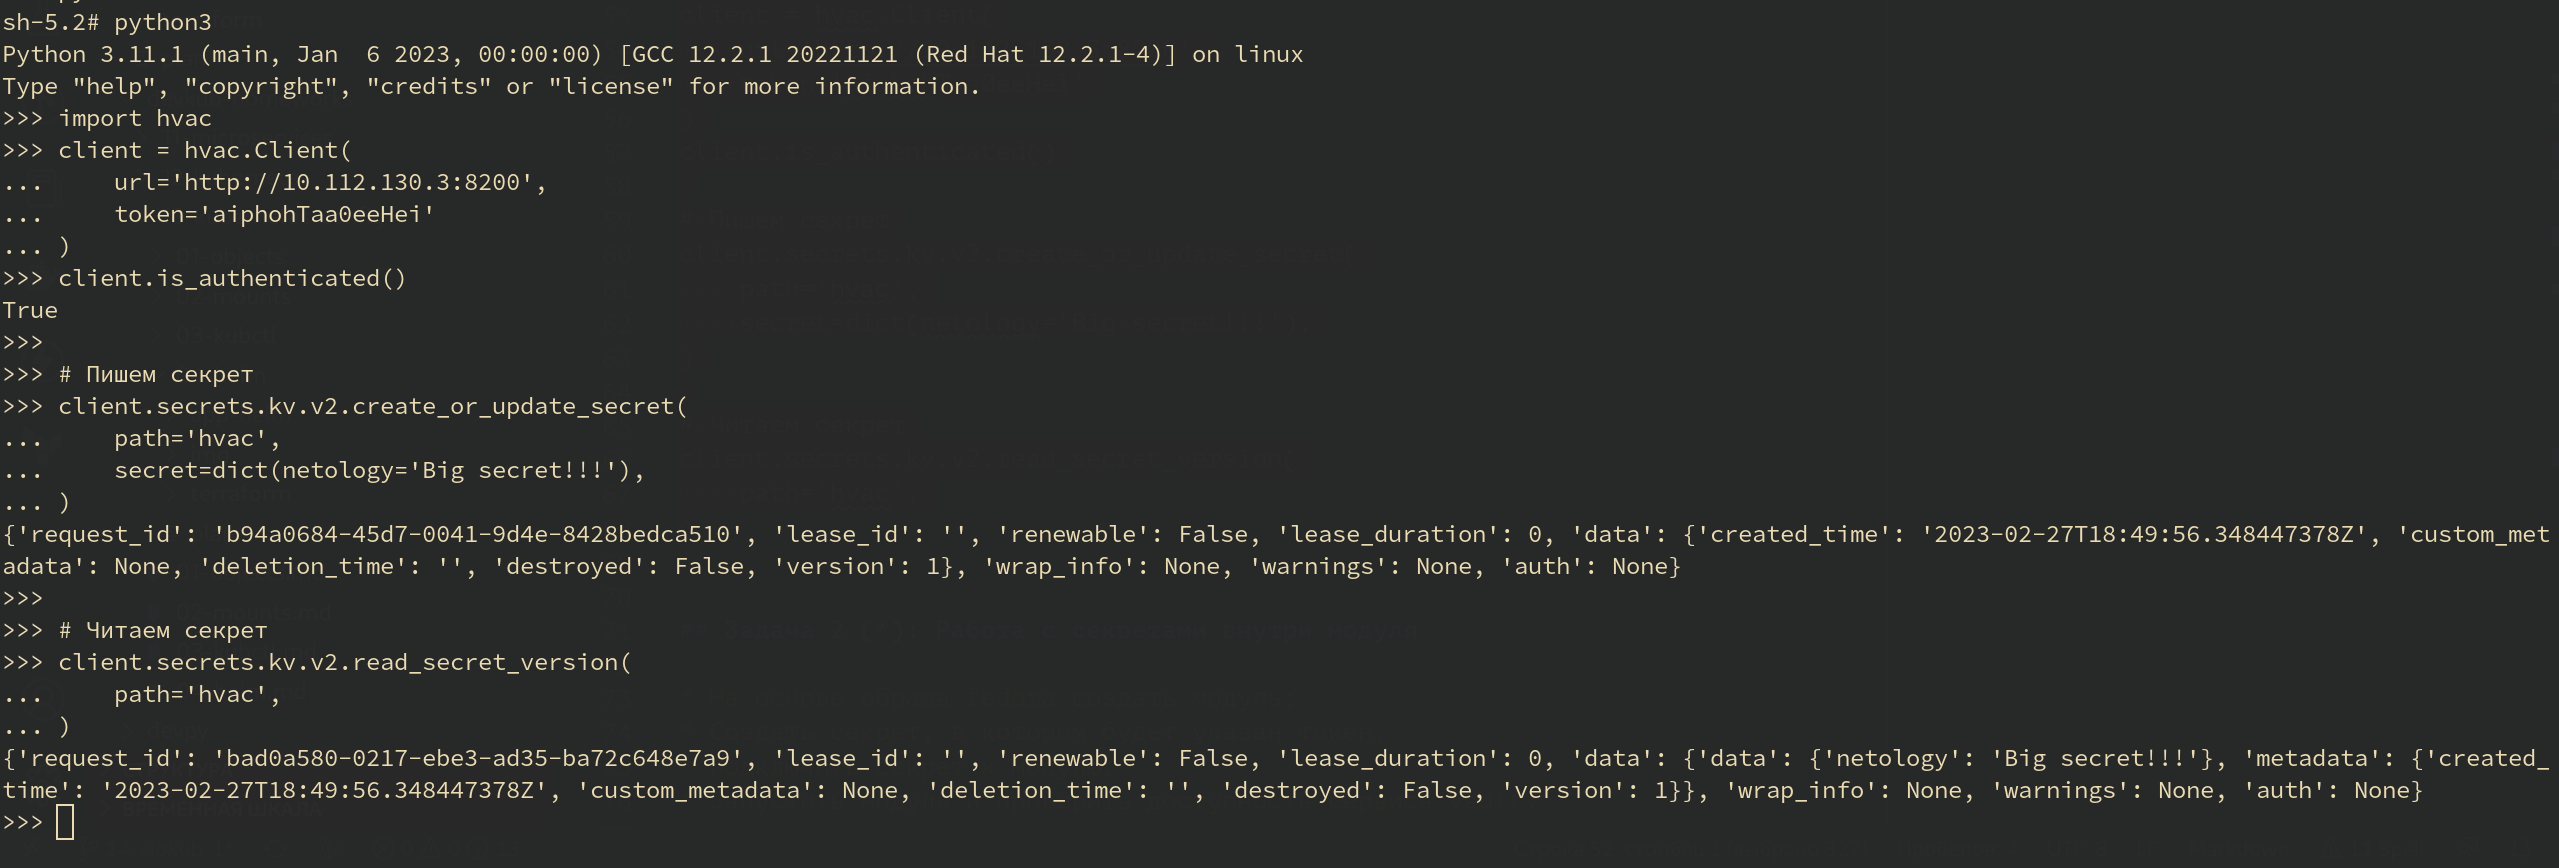 sh-5.2# python3
Python 3.11.1 (main, Jan  6 2023, 00:00:00) [GCC 12.2.1 20221121 (Red Hat 12.2.1-4)] on linux
Type "help", "copyright", "credits" or "license" for more information.
>>> import hvac
>>> client = hvac.Client(
...     url='http://10.112.130.3:8200',
...     token='aiphohTaa0eeHei'
... )
>>> client.is_authenticated()
True
>>>
>>> # Пишем секрет
>>> client.secrets.kv.v2.create_or_update_secret(
...     path='hvac',
...     secret=dict(netology='Big secret!!!'),
... )
{'request_id': 'b94a0684-45d7-0041-9d4e-8428bedca510', 'lease_id': '', 'renewable': False, 'lease_duration': 0, 'data': {'created_time': '2023-02-27T18:49:56.348447378Z', 'custom_met
adata': None, 'deletion_time': '', 'destroyed': False, 'version': 1}, 'wrap_info': None, 'warnings': None, 'auth': None}
>>>
>>> # Читаем секрет
>>> client.secrets.kv.v2.read_secret_version(
...     path='hvac',
... )
{'request_id': 'bad0a580-0217-ebe3-ad35-ba72c648e7a9', 'lease_id': '', 'renewable': False, 'lease_duration': 0, 'data': {'data': {'netology': 'Big secret!!!'}, 'metadata': {'created_
time': '2023-02-27T18:49:56.348447378Z', 'custom_metadata': None, 'deletion_time': '', 'destroyed': False, 'version': 1}}, 'wrap_info': None, 'warnings': None, 'auth': None}
>>>